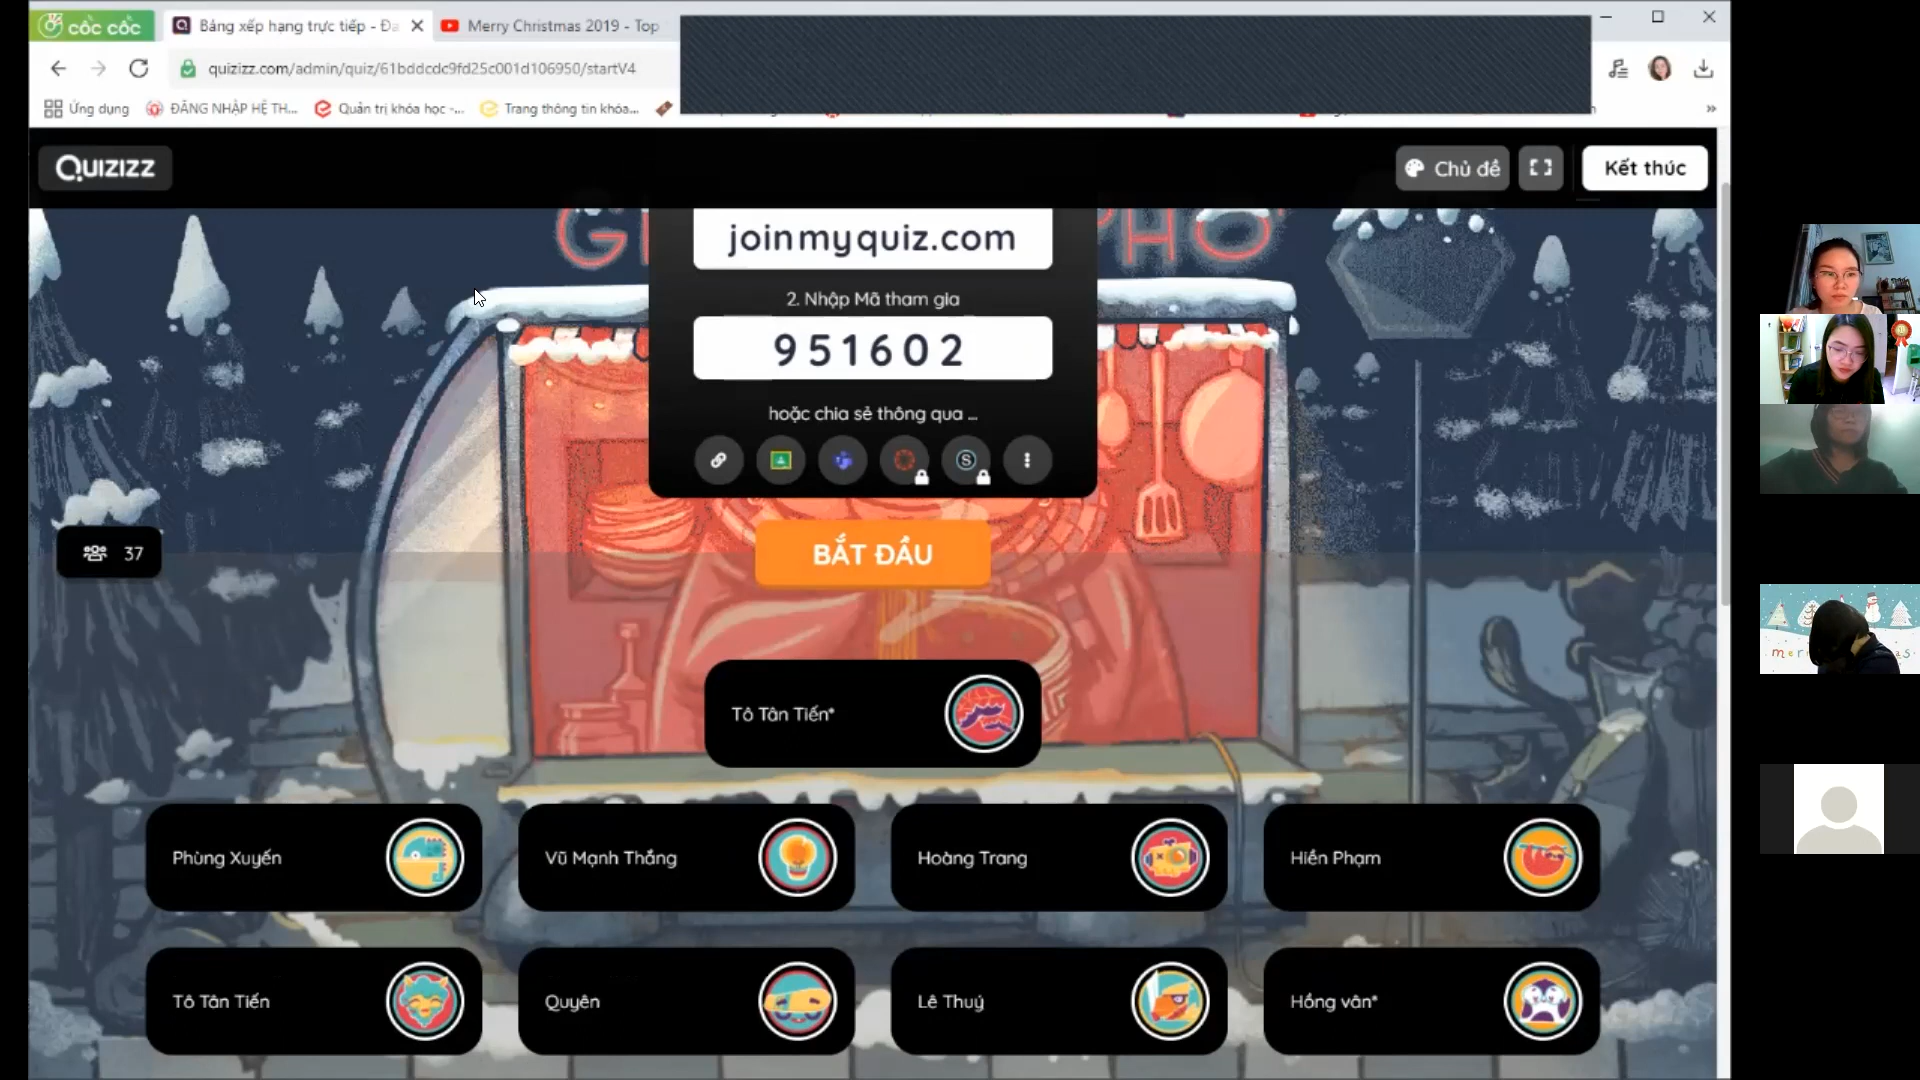 cốc cốc
Bảng xếp hạng trực tiếp - Đa
Merry Christmas 2019 - Top
quizizz.com/admin/quiz/61bddcdc9fd25c001d106950/startV4
Ứng dụng
ĐĂNG NHẬP HỆ TH...
Quản trị khóa học -...
Trang thông tin khóa...
QUIZIZZ
Chủ đề
Kết thúc
joinmyquiz.com
2. Nhập Mã tham gia
951602
hoặc chia sẻ thông qua ...
37
BẮT ĐẦU
Tô Tân Tiến*
Phùng Xuyến
Vũ Mạnh Thắng
Hoàng Trang
Hiền Phạm
Tô Tân Tiến
Quyên
Lê Thuý
Hồng vân*